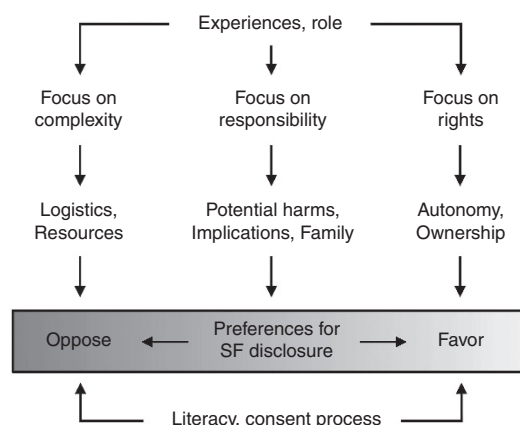 Experiences, role
Focus on
complexity
Focus on
responsibility
Focus on
rights
Logistics,
Resources
Potential harms,
Implications, Family
Autonomy,
Ownership
Oppose
Preferences for
SF disclosure
Favor
Literacy, consent process